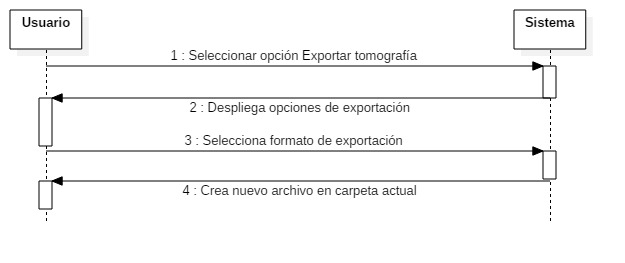 Usuario
Sistema
1 : Seleccionar opción Exportar tomografía
2 : Despliega opciones de exportación
3 : Selecciona formato de exportación
4 : Crea nuevo archivo en carpeta actual